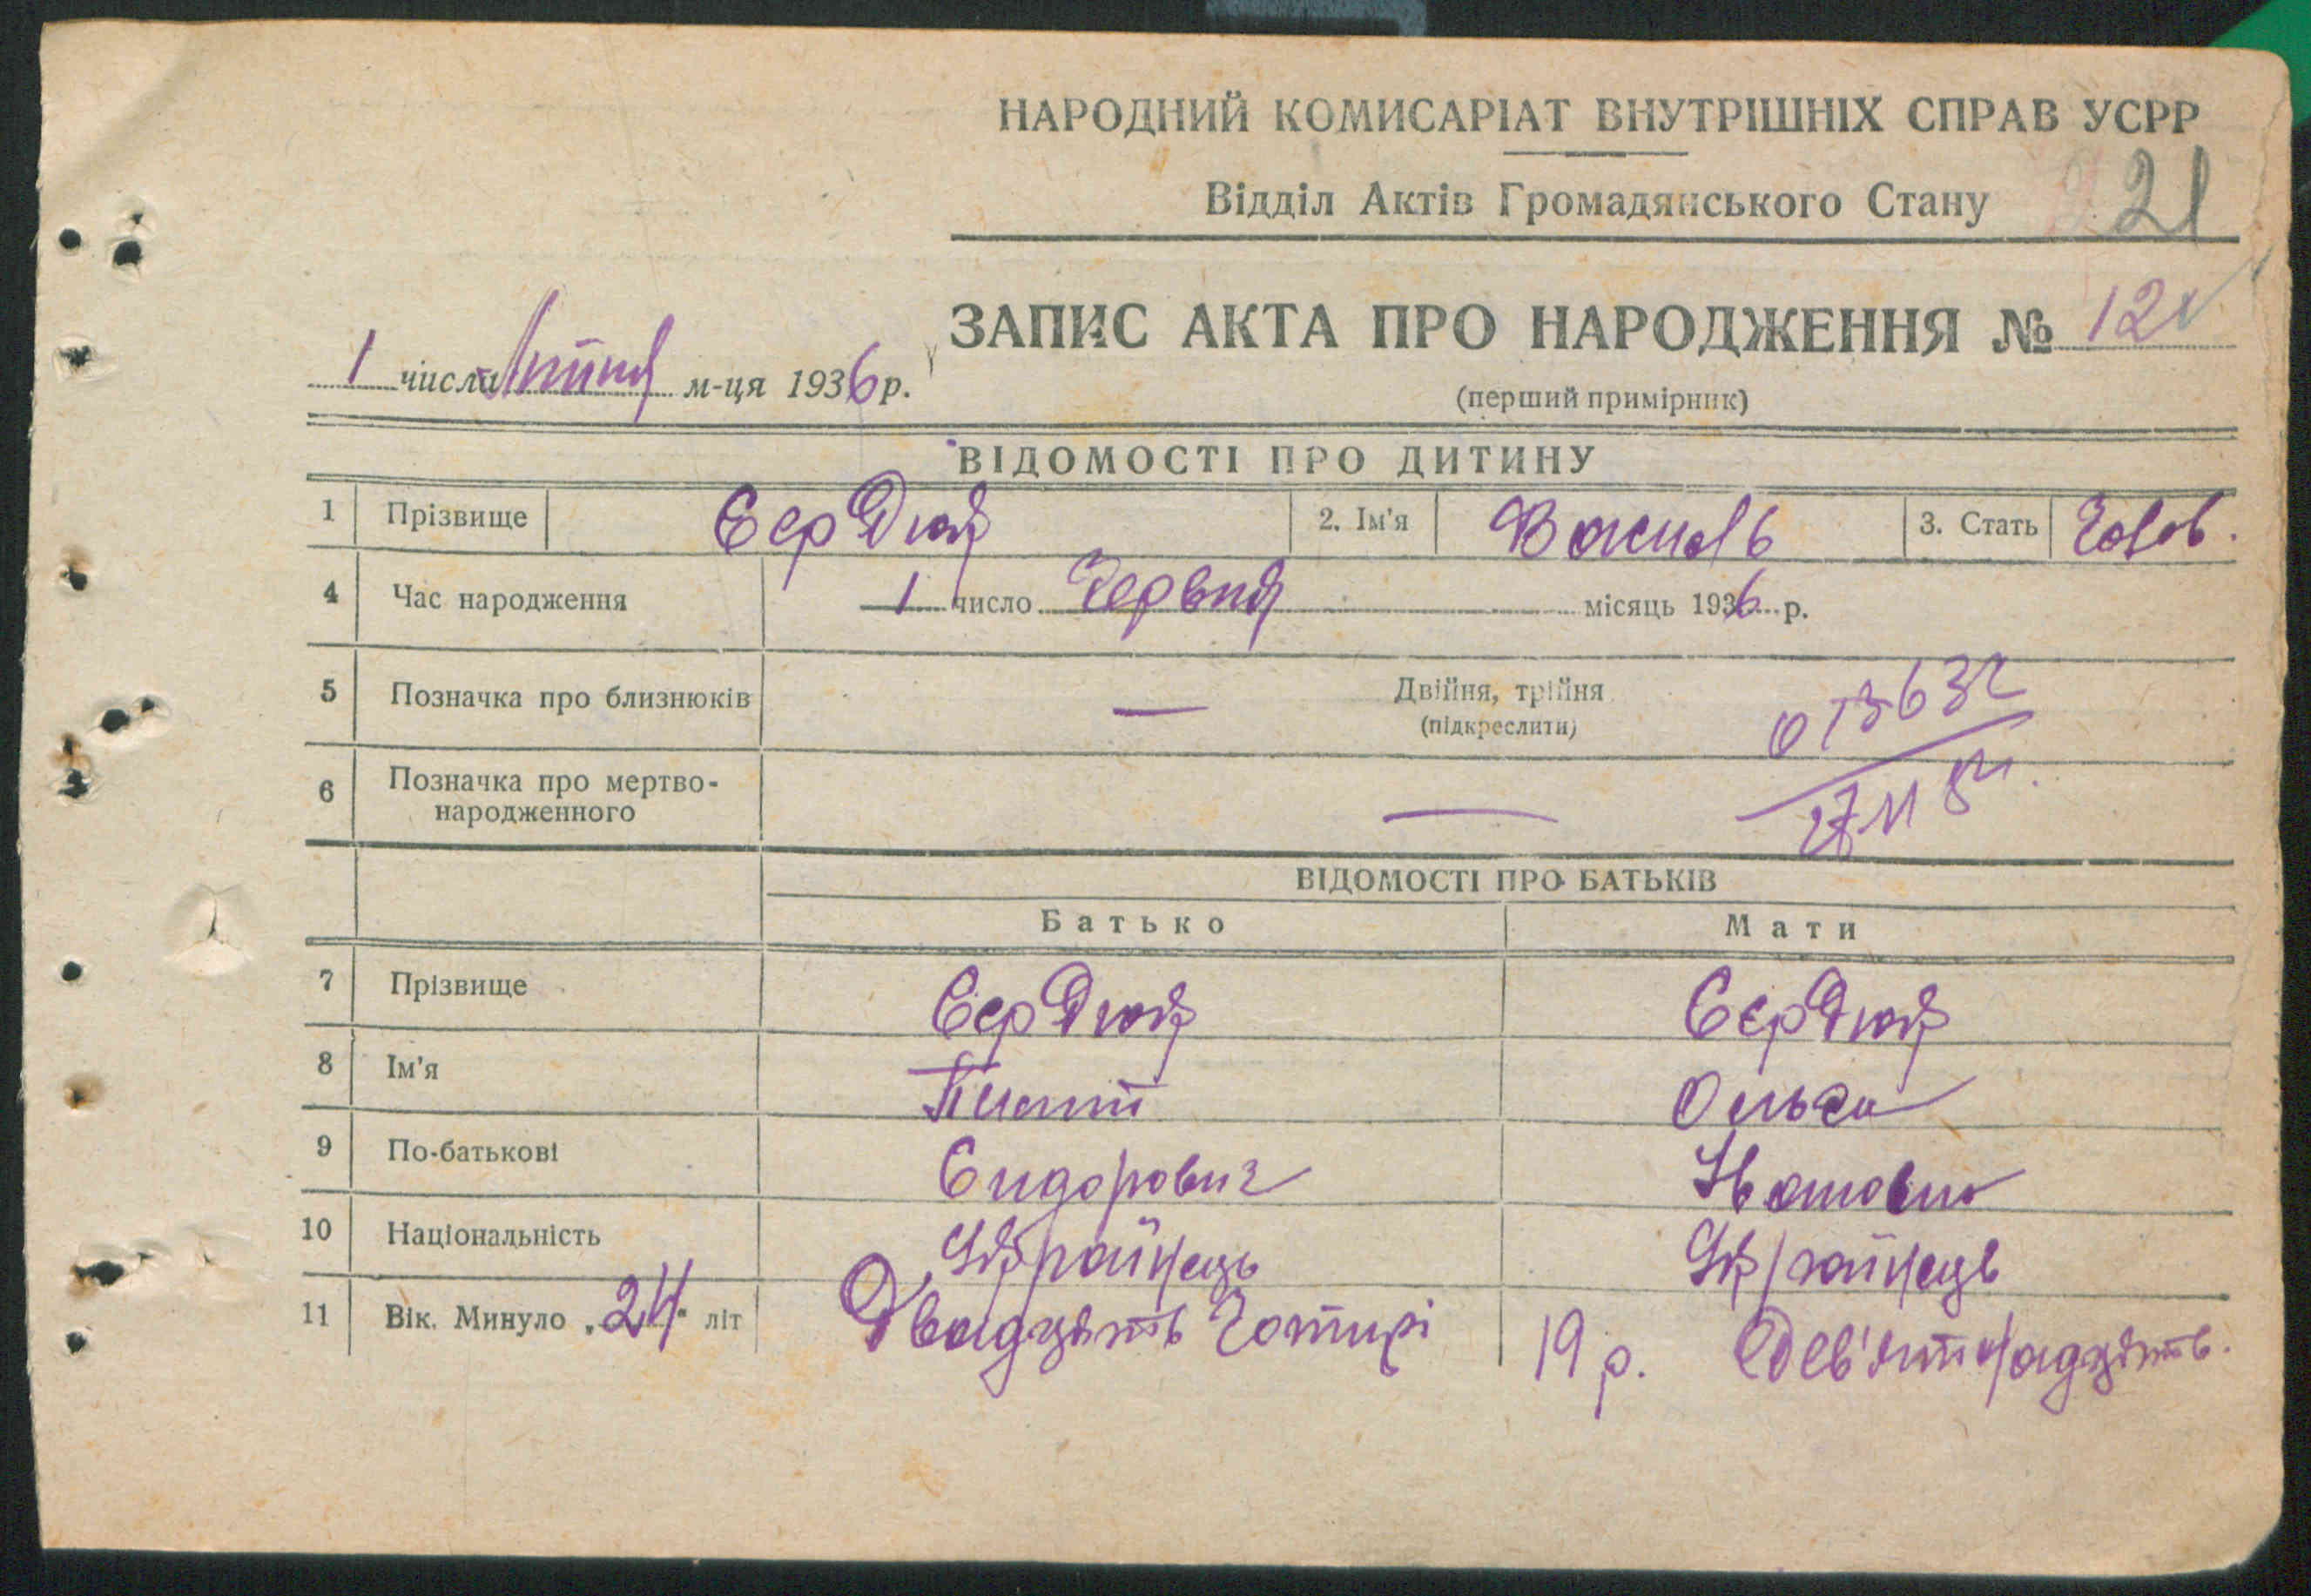 НАРОДНИЙ КОМИСАРІАТ ВНУТРІШНІХ СПРАВ УСРР
Відділ Актів Громадянського Стану 21
ЗАПИС АКТА ПРО НАРОДЖЕННЯ № 12
1 числа липня м-ця 1936 р.
(перший примірник)
ВІДОМОСТІ ПРО ДИТИНУ
1 Прізвище Сердюк 2. Ім'я Василь 3. Стать Чолов.
4 Час народження 1 число Червня місяць 1936 р.
5 Позначка про близнюків — Двійня, трійня
(підкреслити)
6 Позначка про мертво-
народженного —
ВІДОМОСТІ ПРО БАТЬКІВ
Батько Мати
7 Прізвище Сердюк Сердюк
8 Ім'я Ольга
9 По-батькові Сидорович Івановна
10 Національність Українець Українець
11 Вік. Минуло „24" літ Двадцять Чотирі 19 р. Дев'ятнадцять.